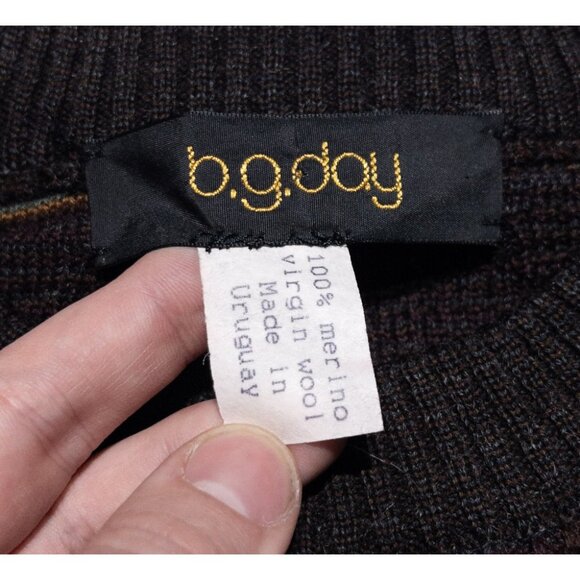 b.g.day
100% merino
virgin wool
Made in
Uruguay